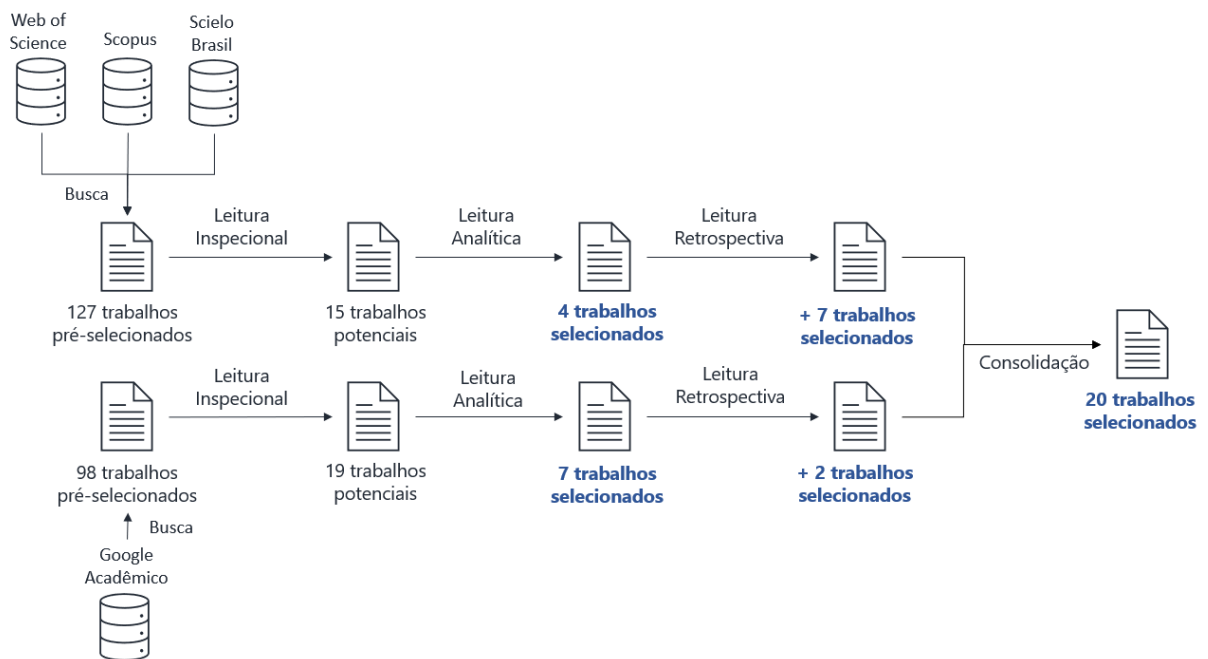 Web of
Science
Scopus
Scielo
Brasil
Busca
Leitura
Inspecional
Leitura
Analítica
Leitura
Retrospectiva
127 trabalhos
pré-selecionados
15 trabalhos
potenciais
4 trabalhos
selecionados
+ 7 trabalhos
selecionados
Consolidação
20 trabalhos
selecionados
Leitura
Inspecional
Leitura
Analítica
Leitura
Retrospectiva
98 trabalhos
pré-selecionados
19 trabalhos
potenciais
7 trabalhos
selecionados
+ 2 trabalhos
selecionados
Busca
Google
Acadêmico